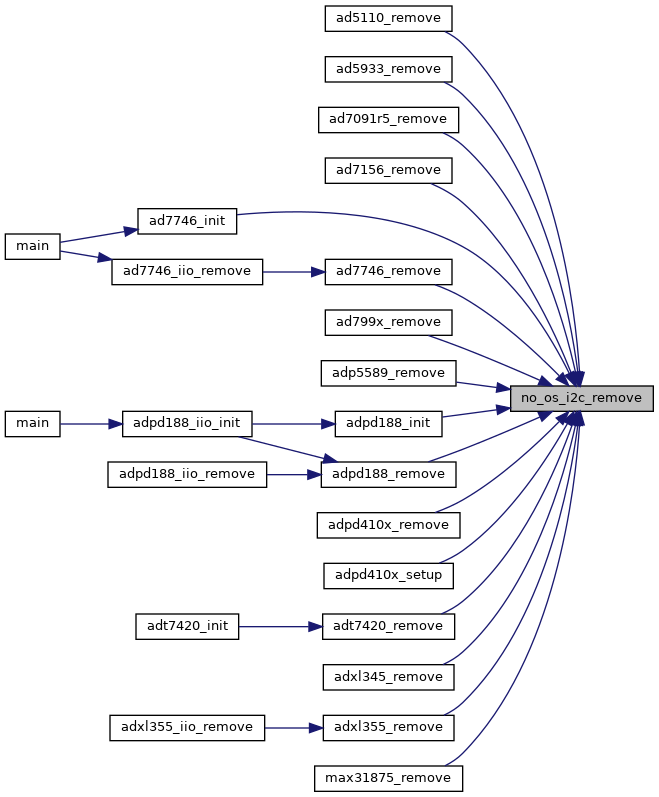 ad5110_remove
ad5933_remove
ad7091r5_remove
ad7156_remove
ad7746_init
main
ad7746_iio_remove
ad7746_remove
ad799x_remove
adp5589_remove
no_os_i2c_remove
main
adpd188_iio_init
adpd188_init
adpd188_iio_remove
adpd188_remove
adpd410x_remove
adpd410x_setup
adt7420_init
adt7420_remove
adxl345_remove
adxl355_iio_remove
adxl355_remove
max31875_remove